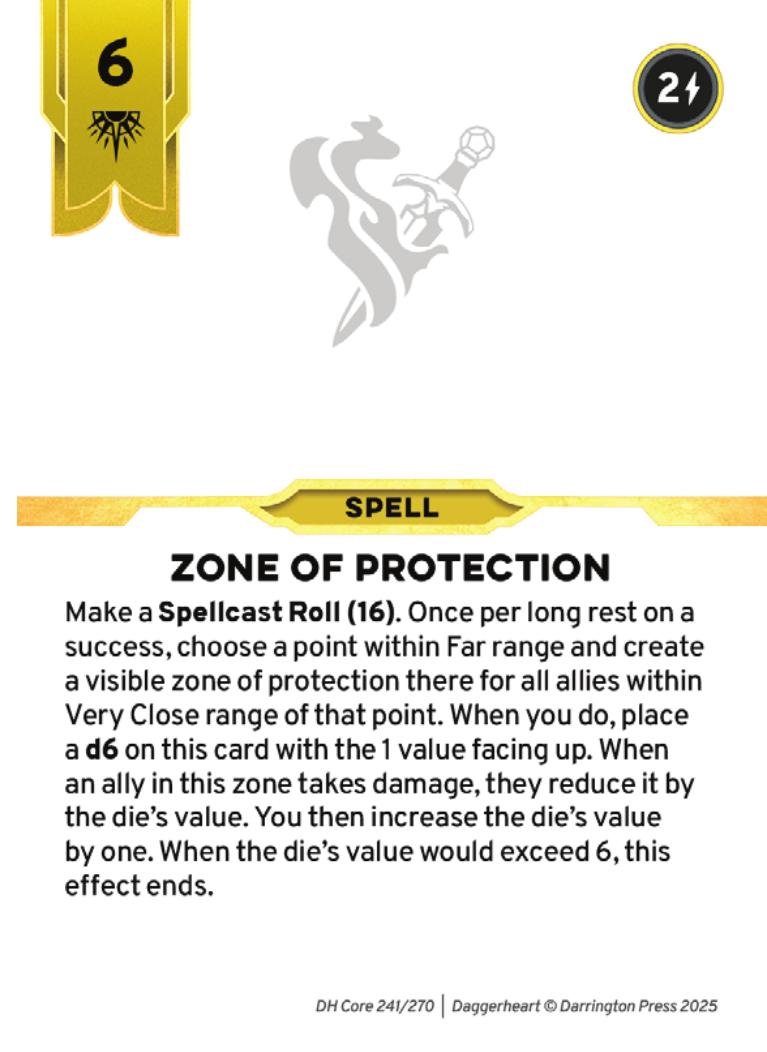 6
2
SPELL
ZONE OF PROTECTION
Make a Spellcast Roll (16). Once per long rest on a
success, choose a point within Far range and create
a visible zone of protection there for all allies within
Very Close range of that point. When you do, place
a d6 on this card with the 1 value facing up. When
an ally in this zone takes damage, they reduce it by
the die’s value. You then increase the die’s value
by one. When the die’s value would exceed 6, this
effect ends.
DH Core 241/270 | Daggerheart © Darrington Press 2025